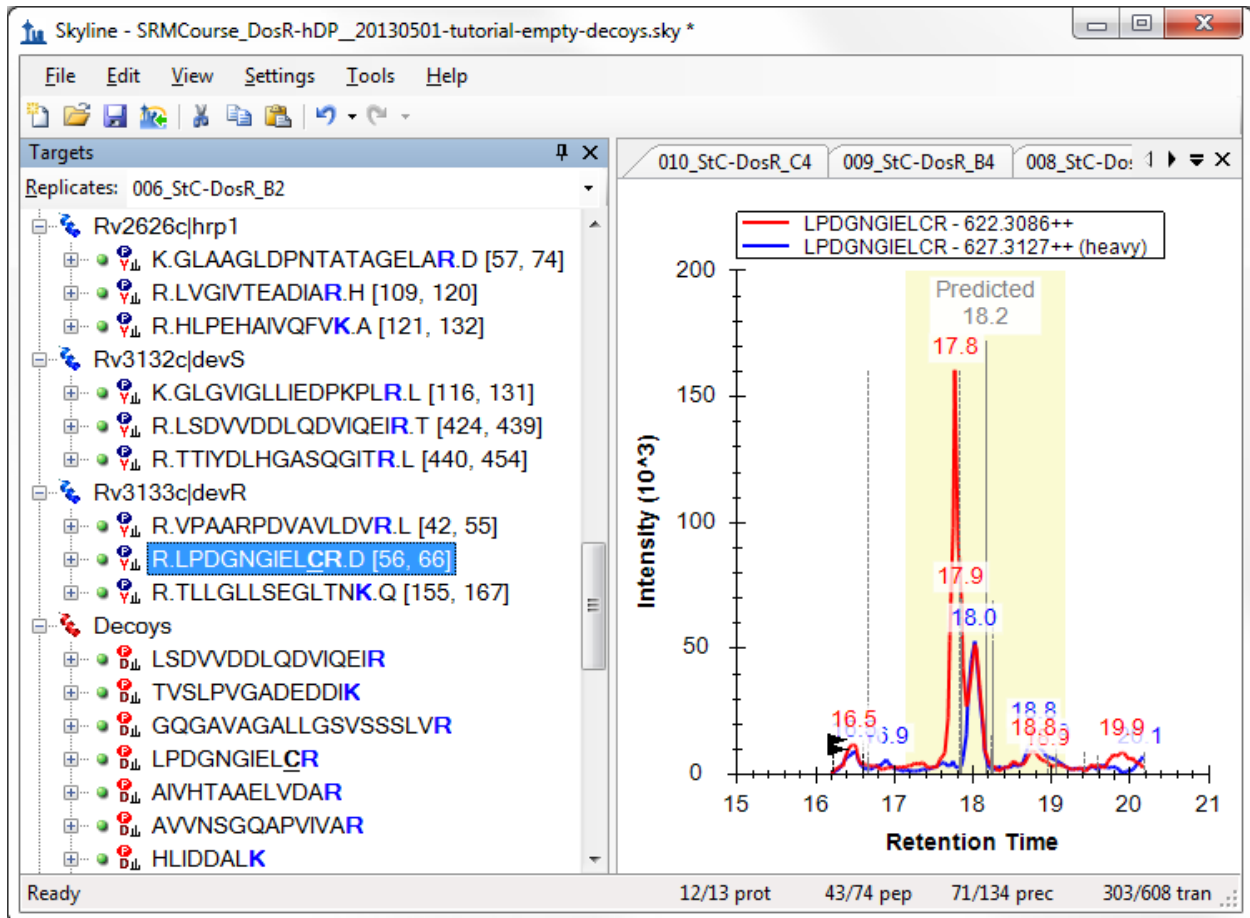 Skyline - SRMCourse_DosR-hDP__20130501-tutorial-empty-decoys.sky *
File Edit View Settings Tools Help
Targets
Replicates: 006_StC-DosR_B2
Rv2626c|hrp1
K.GLAAGLDPNTATAGELAR.D [57, 74]
R.LVGIVTEADIAR.H [109, 120]
R.HLPEHAIVQFVK.A [121, 132]
Rv3132c|devS
K.GLGVIGLLIEDPKPLR.L [116, 131]
R.LSDVVDDLQDVIQEIR.T [424, 439]
R.TTIYDLHGASQGITR.L [440, 454]
Rv3133c|devR
R.VPAARPDVAVLDVR.L [42, 55]
R.LPDGNGIELCR.D [56, 66]
R.TLLGLLSEGLTNK.Q [155, 167]
Decoys
LSDVVDDLQDVIQEIR
TVSLPVGADEDDIK
GQGAVAGALLGSVSSSLVR
LPDGNGIELCR
AIVHTAAELVDAR
AVVNSGQAPVIVAR
HLIDDALK
010_StC-DosR_C4 009_StC-DosR_B4 008_StC-Do
LPDGNGIELCR - 622.3086++
LPDGNGIELCR - 627.3127++ (heavy)
Predicted
18.2
17.8
17.9
18.0
16.5
18.8
18.8
19.9
Intensity (10^3)
200
150
100
50
0
15 16 17 18 19 20 21
Retention Time
Ready 12/13 prot 43/74 pep 71/134 prec 303/608 tran